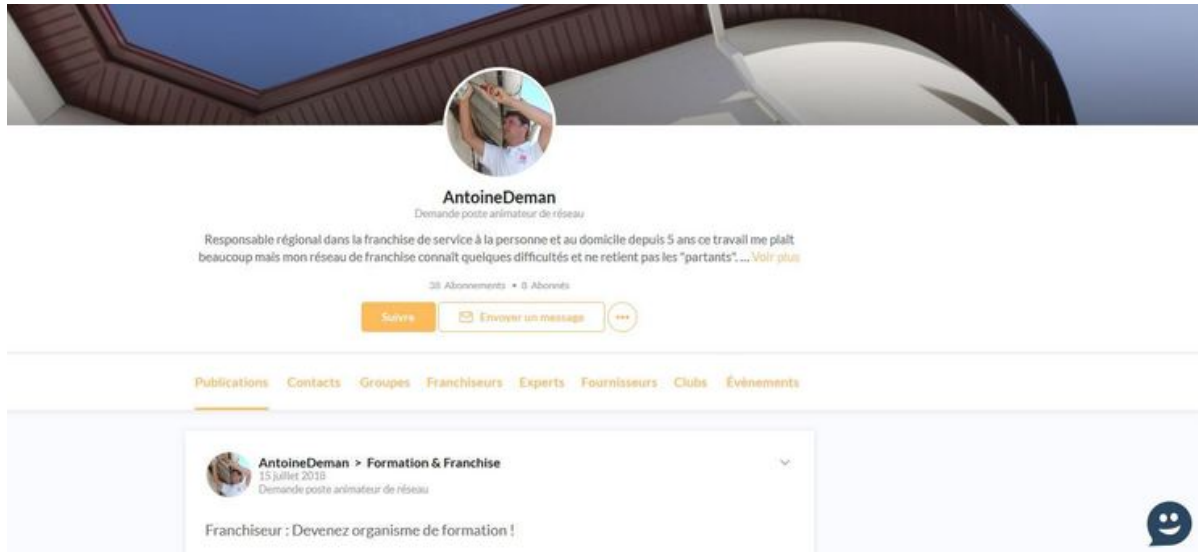 AntoineDeman
Demande poste animateur de réseau
Responsable régional dans la franchise de service à la personne et au domicile depuis 5 ans ce travail me plaît
beaucoup mais mon réseau de franchise connaît quelques difficultés et ne retient pas les "partants". ... Voir plus
38 Abonnements • 8 Abonnés
Suivre
Envoyer un message
Publications Contacts Groupes Franchiseurs Experts Fournisseurs Clubs Évènements
AntoineDeman > Formation & Franchise
15 juillet 2018
Demande poste animateur de réseau
Franchiseur : Devenez organisme de formation !